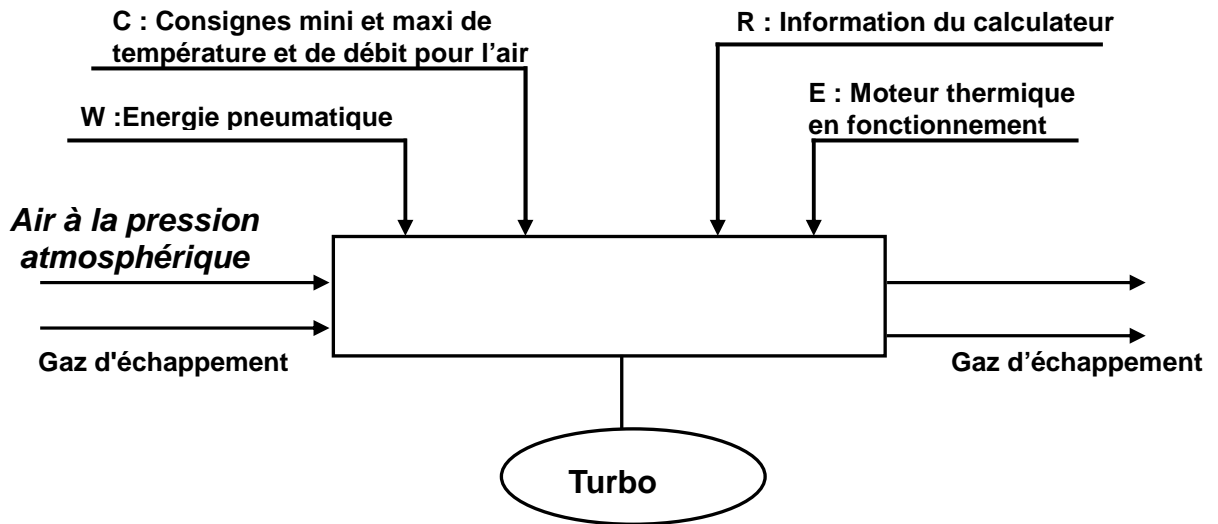 C : Consignes mini et maxi de
température et de débit pour l’air
R : Information du calculateur
W :Energie pneumatique
E : Moteur thermique
en fonctionnement
Air à la pression
atmosphérique
Gaz d'échappement
Gaz d’échappement
Turbo